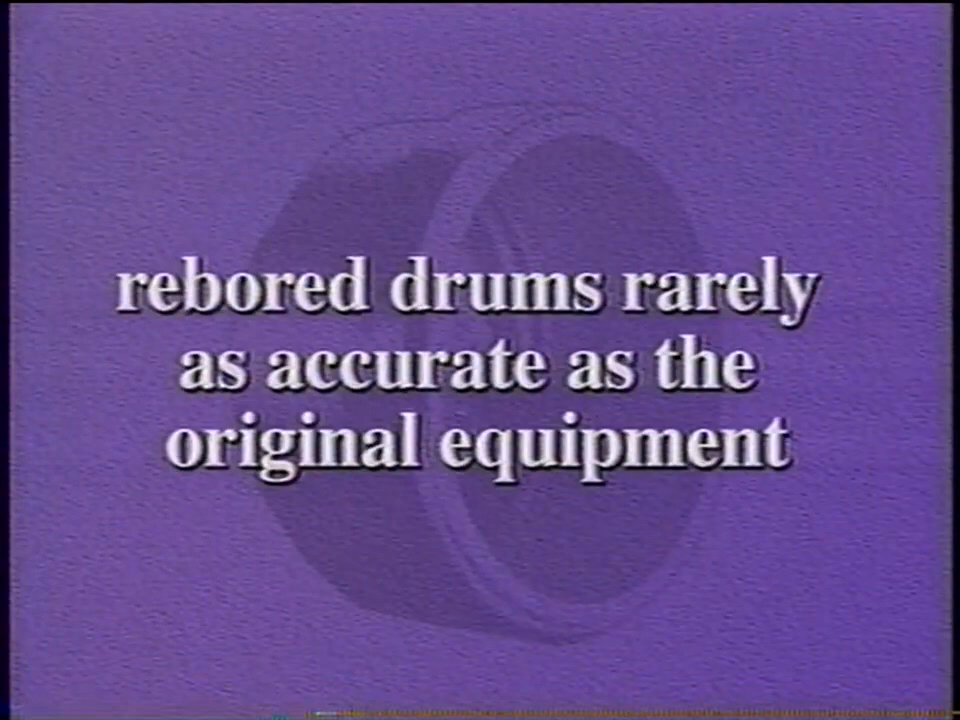 rebored drums rarely
as accurate as the
original equipment